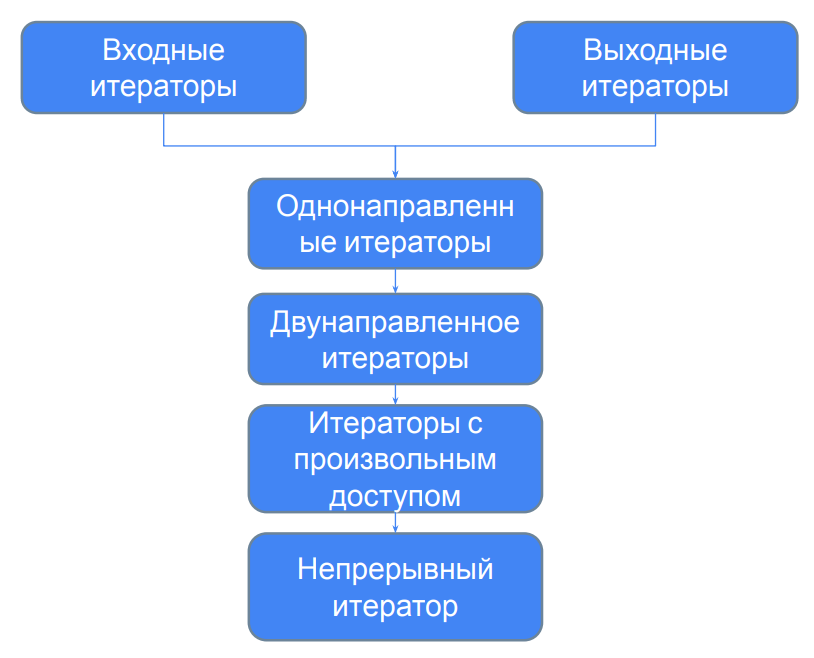 Входные
итераторы
Выходные
итераторы
Однонаправленн
ые итераторы
Двунаправленное
итераторы
Итераторы с
произвольным
доступом
Непрерывный
итератор